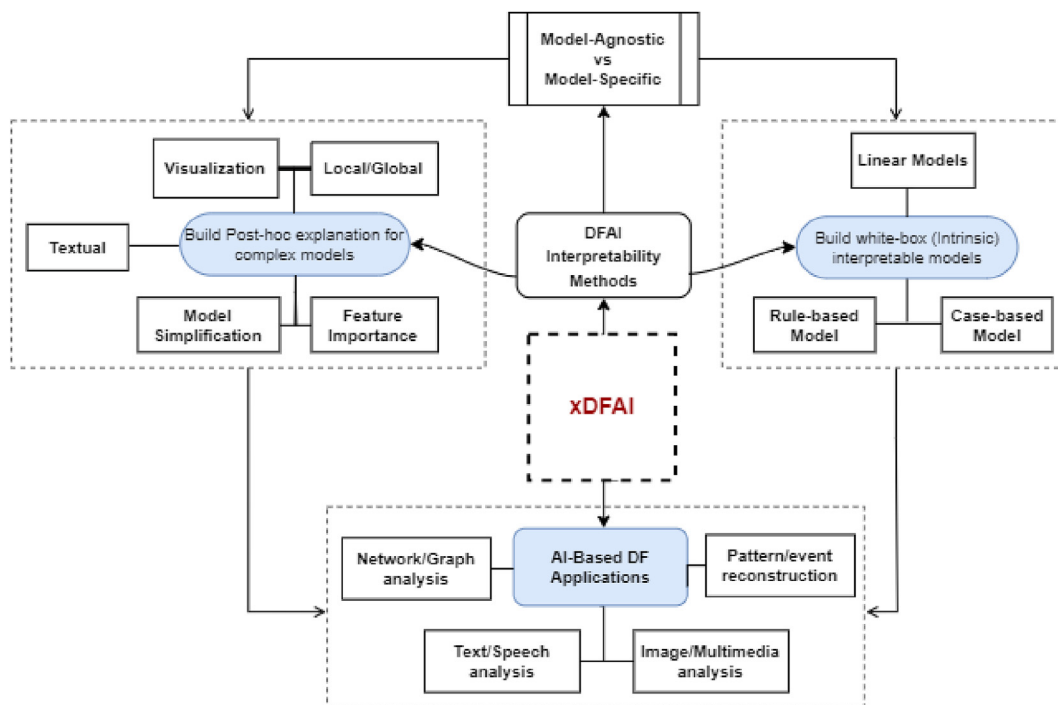 Model-Agnostic
vs
Model-Specific
Visualization
Local/Global
Textual
Build Post-hoc explanation for
complex models
Model
Simplification
Feature
Importance
DFAI
Interpretability
Methods
Linear Models
Build white-box (Intrinsic)
interpretable models
Rule-based
Model
Case-based
Model
xDFAI
AI-Based DF
Applications
Network/Graph
analysis
Pattern/event
reconstruction
Text/Speech
analysis
Image/Multimedia
analysis